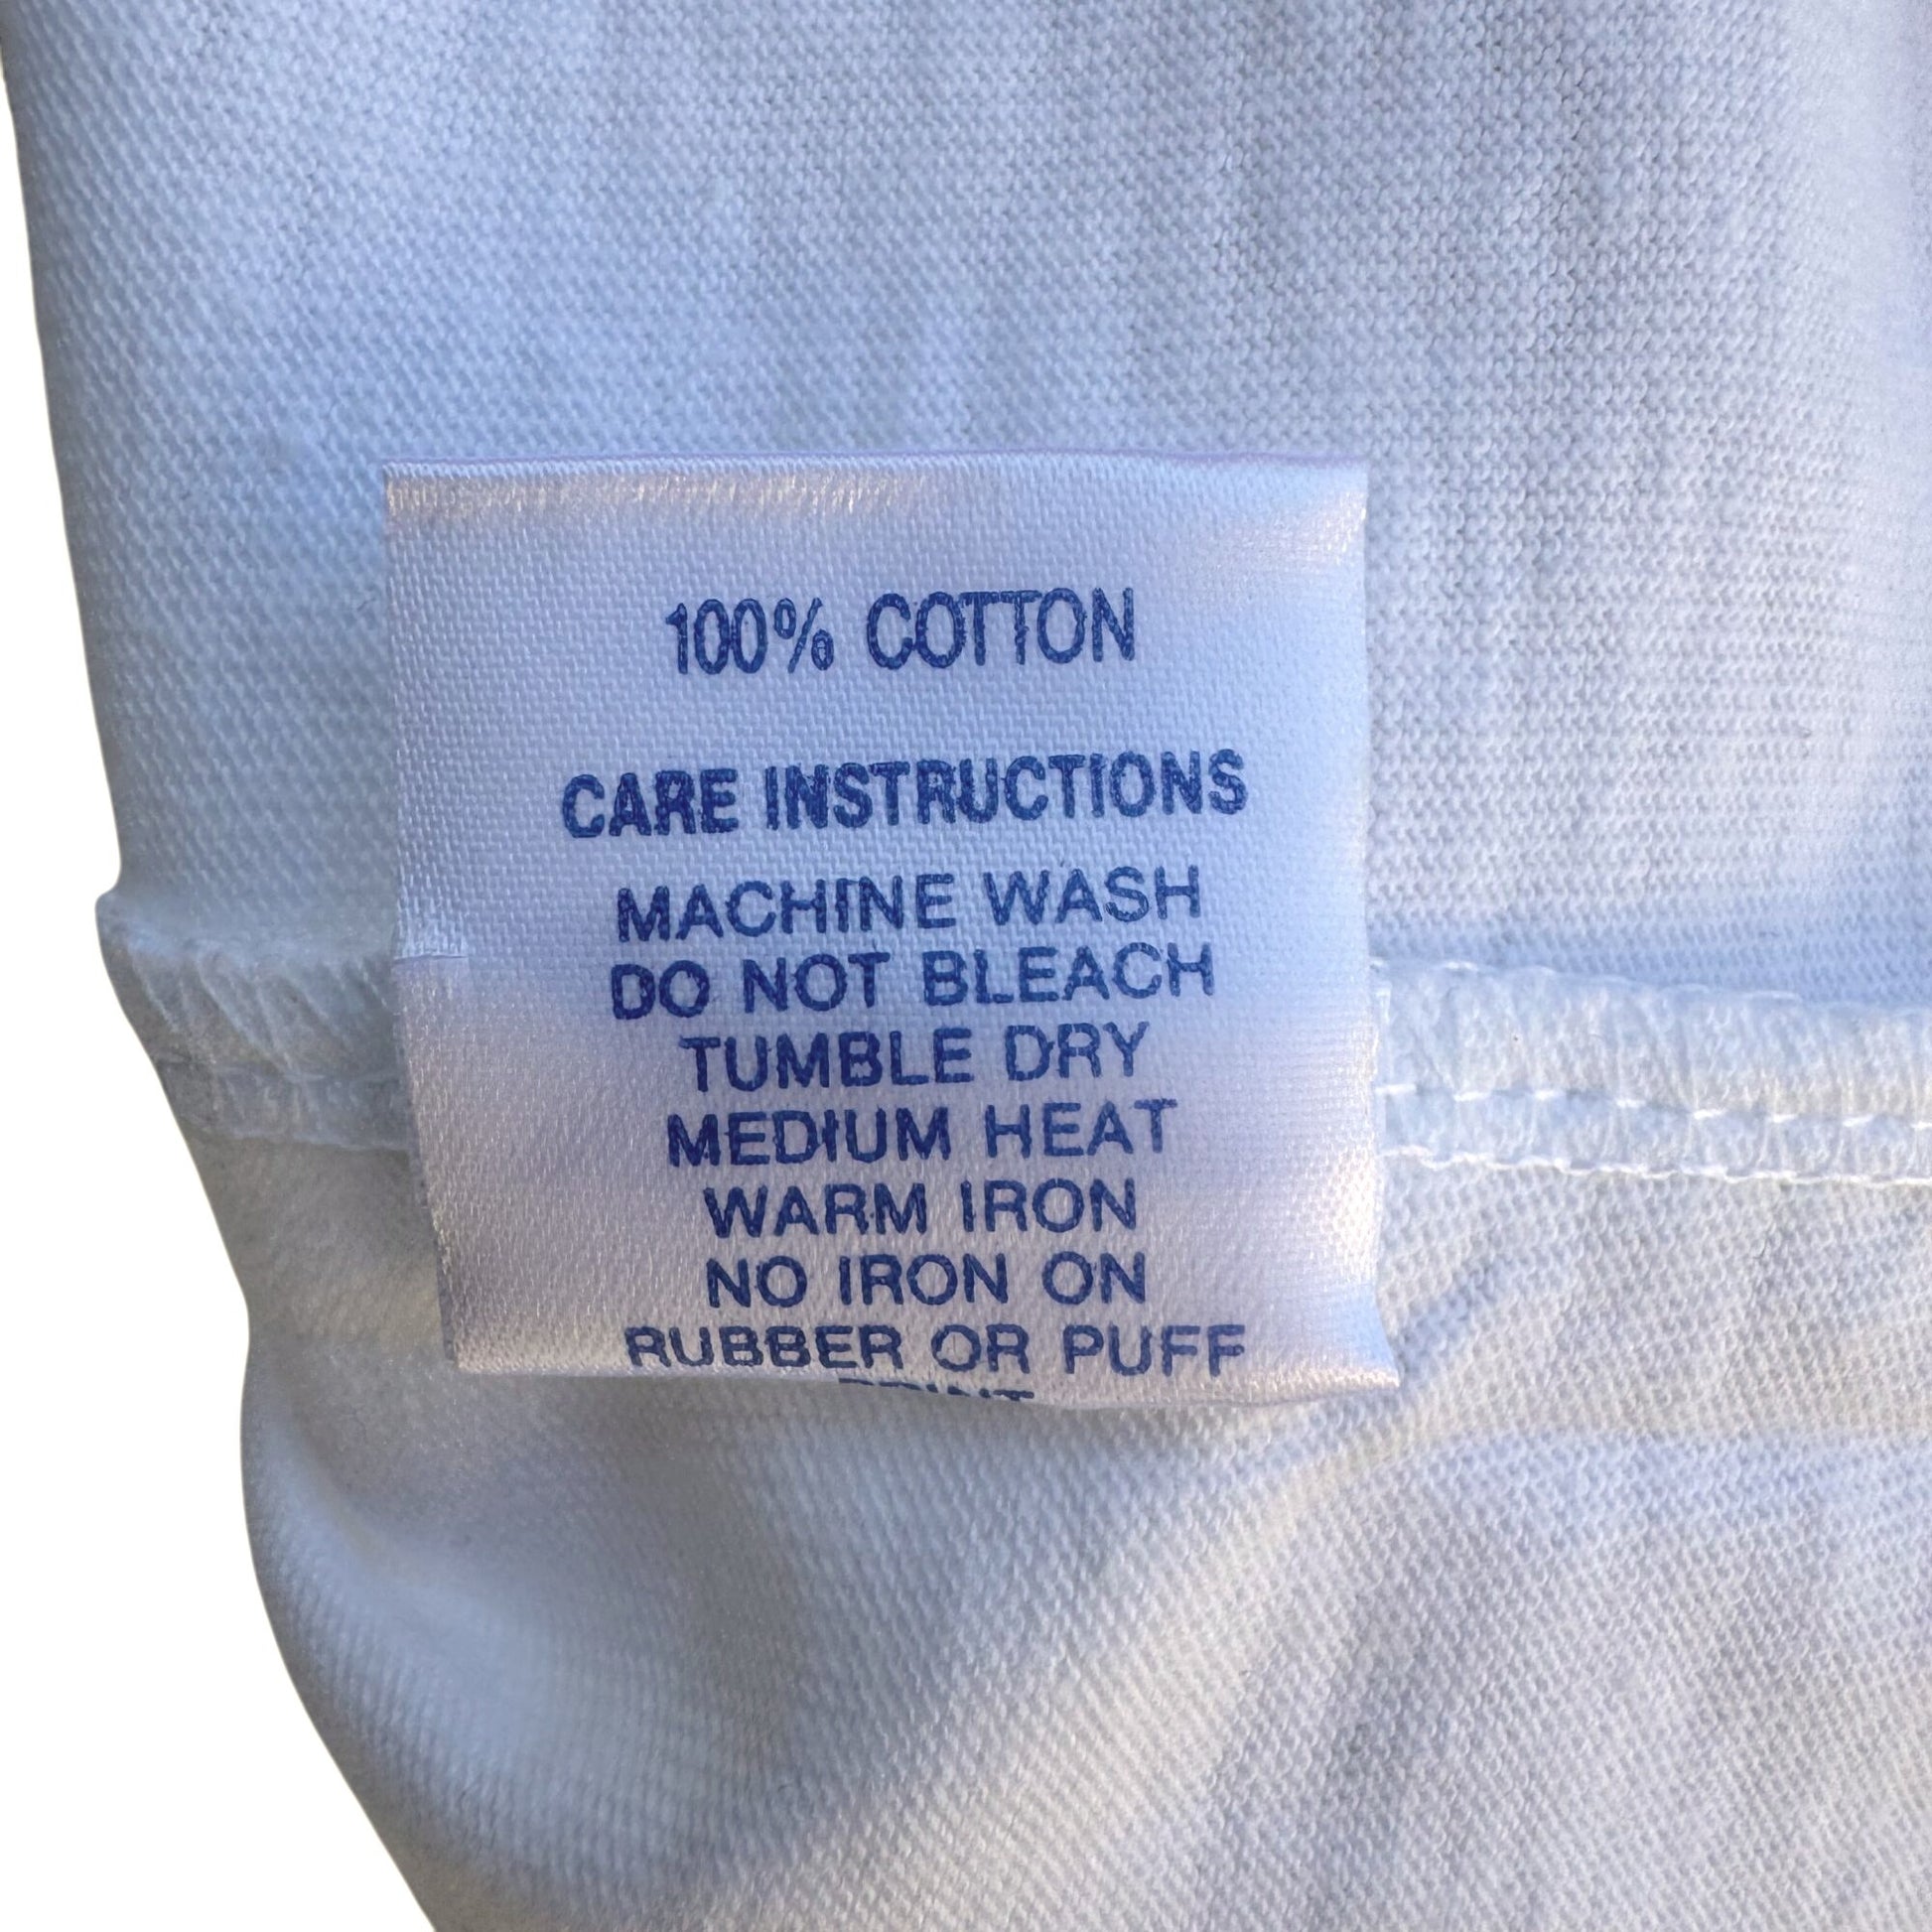 100% COTTON
CARE INSTRUCTIONS
MACHINE WASH
DO NOT BLEACH
TUMBLE DRY
MEDIUM HEAT
WARM IRON
NO IRON ON
RUBBER OR PUFF